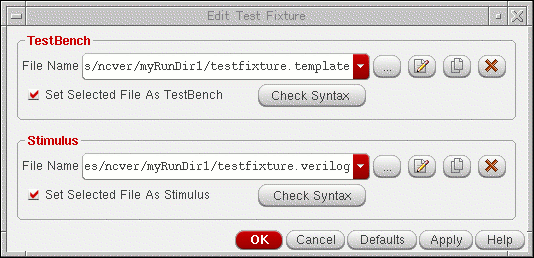 Edit Test Fixture
TestBench
File Name s/ncver/myRunDir1/testfixture.template ...
Set Selected File As TestBench Check Syntax
Stimulus
File Name es/ncver/myRunDir1/testfixture.verilog ...
Set Selected File As Stimulus Check Syntax
OK Cancel Defaults Apply Help